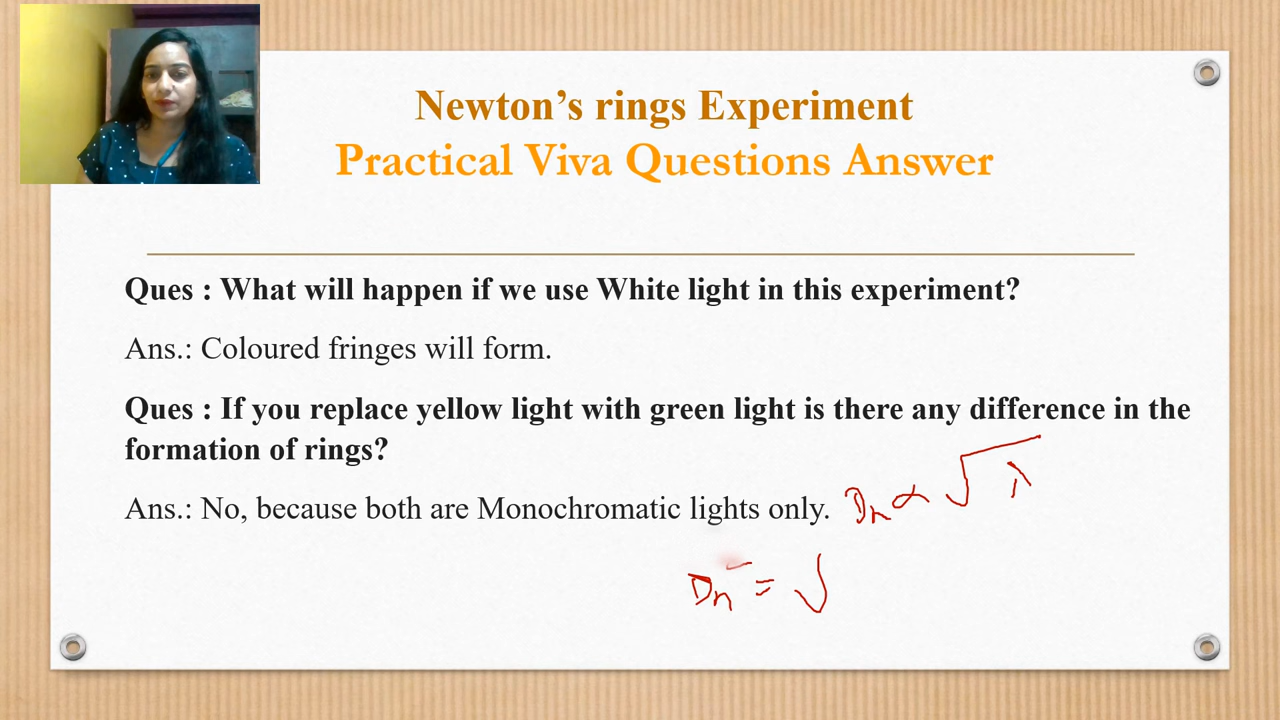 Newton’s rings Experiment
Practical Viva Questions Answer
Ques : What will happen if we use White light in this experiment?
Ans.: Coloured fringes will form.
Ques : If you replace yellow light with green light is there any difference in the
formation of rings?
Ans.: No, because both are Monochromatic lights only.
Dn ∝ √λ
Dn = √